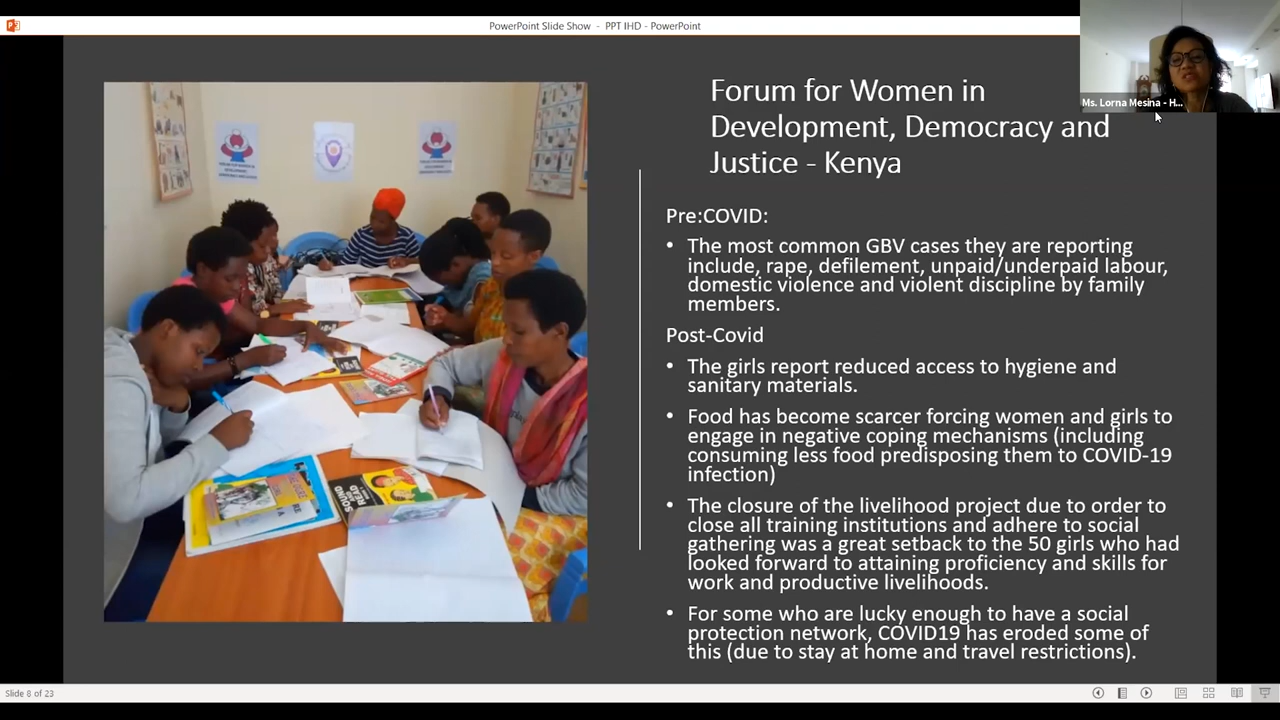 PowerPoint Slide Show - PPT IHD - PowerPoint
Ms. Lorna Mesina - H...
Forum for Women in
Development, Democracy and
Justice - Kenya
Pre:COVID:
• The most common GBV cases they are reporting
include, rape, defilement, unpaid/underpaid labour,
domestic violence and violent discipline by family
members.
Post-Covid
• The girls report reduced access to hygiene and
sanitary materials.
• Food has become scarcer forcing women and girls to
engage in negative coping mechanisms (including
consuming less food predisposing them to COVID-19
infection)
• The closure of the livelihood project due to order to
close all training institutions and adhere to social
gathering was a great setback to the 50 girls who had
looked forward to attaining proficiency and skills for
work and productive livelihoods.
• For some who are lucky enough to have a social
protection network, COVID19 has eroded some of
this (due to stay at home and travel restrictions).
SOUND
AND
READ
Slide 8 of 23